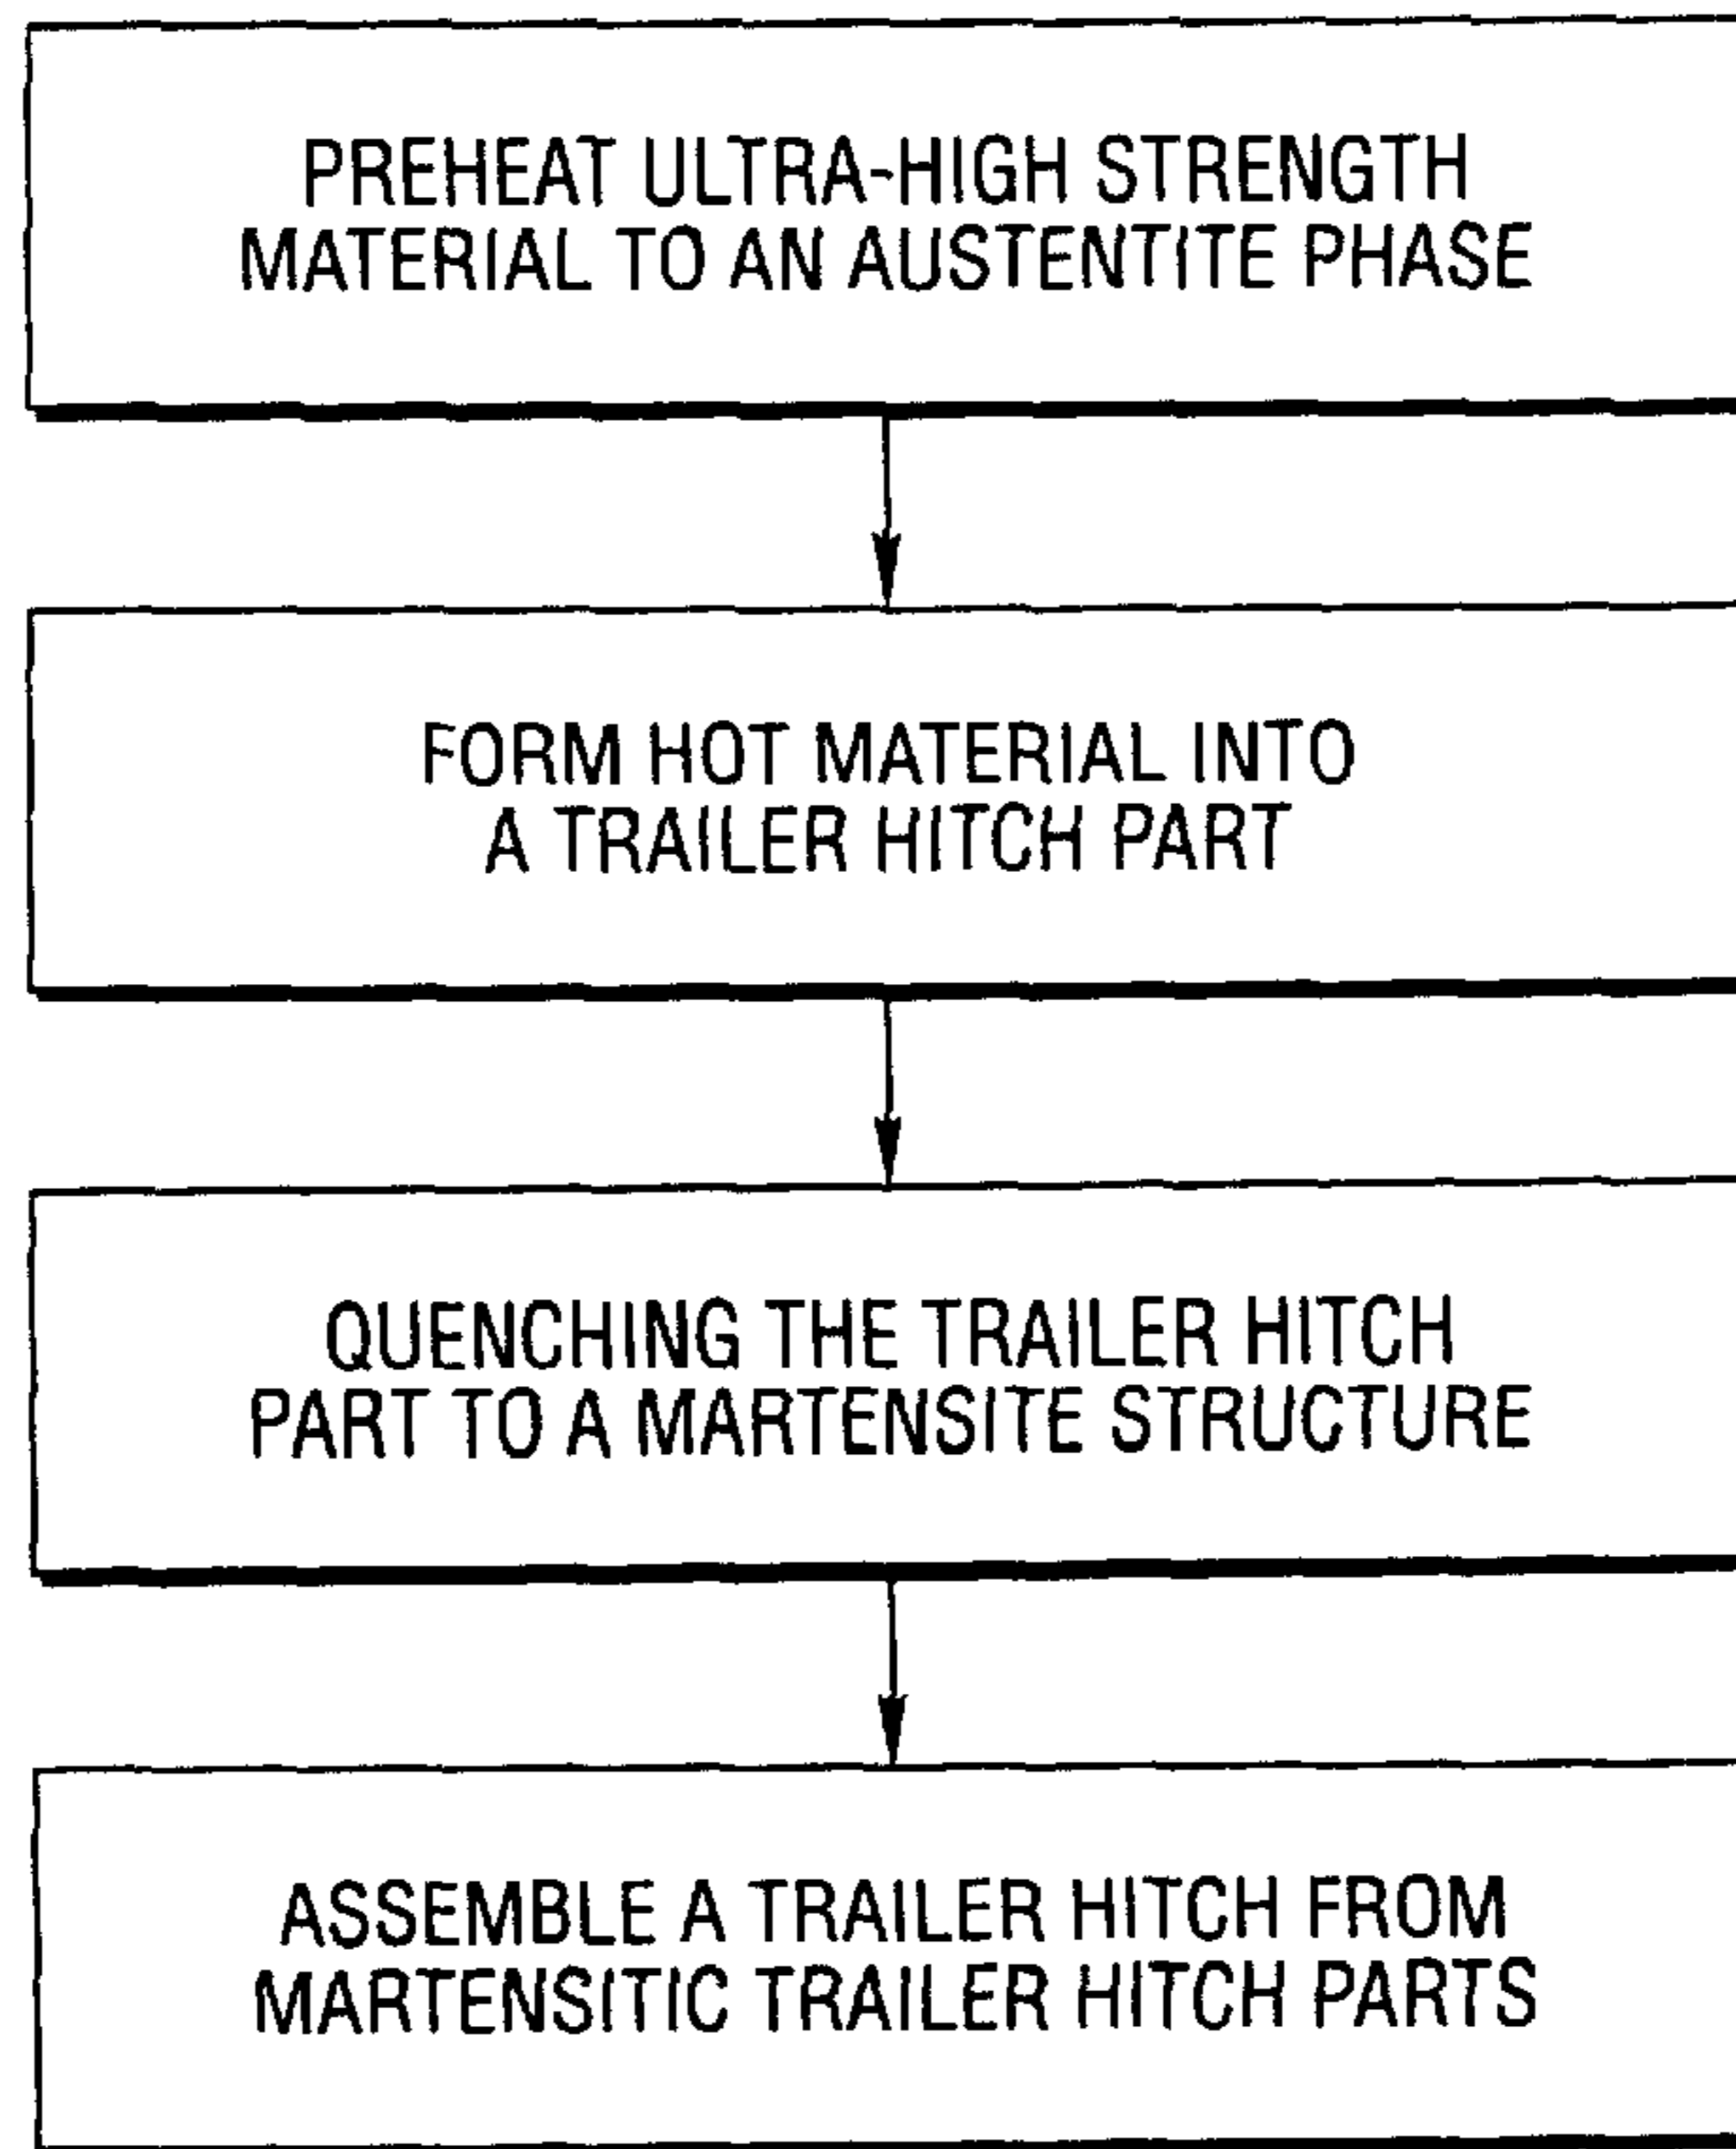 PREHEAT ULTRA-HIGH STRENGTH
MATERIAL TO AN AUSTENTITE PHASE
FORM HOT MATERIAL INTO
A TRAILER HITCH PART
QUENCHING THE TRAILER HITCH
PART TO A MARTENSITE STRUCTURE
ASSEMBLE A TRAILER HITCH FROM
MARTENSITIC TRAILER HITCH PARTS